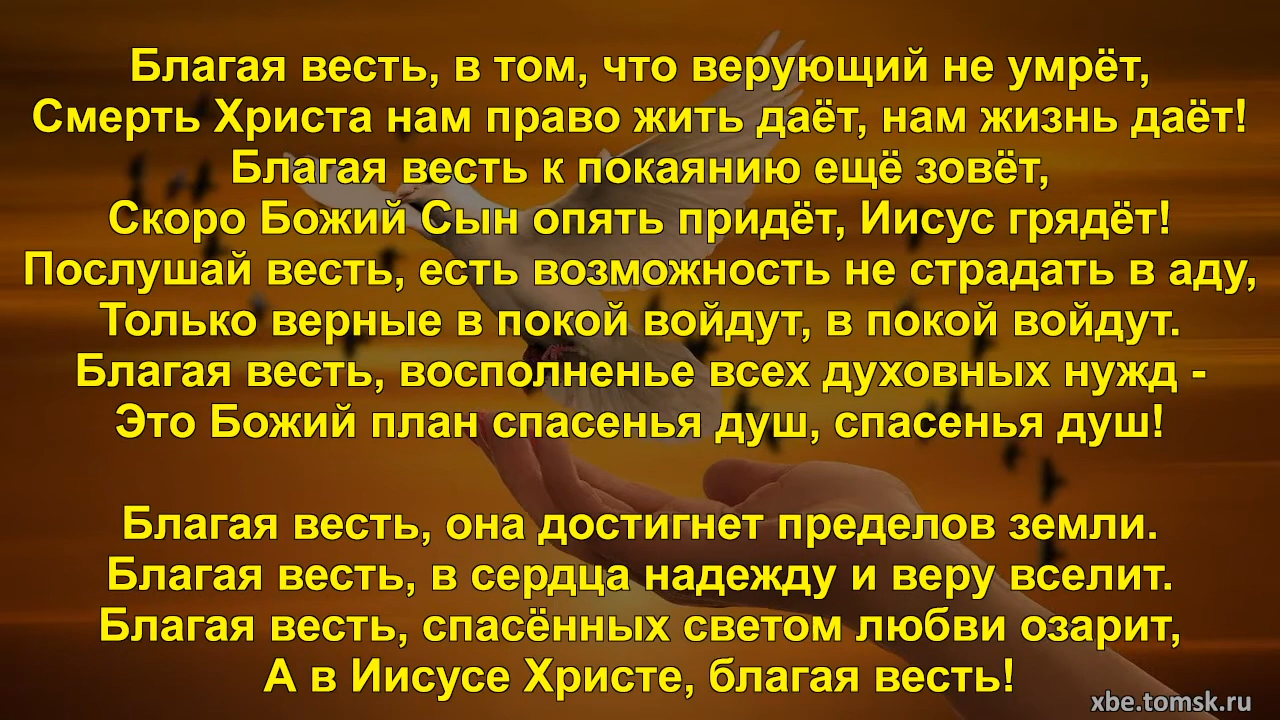 Благая весть, в том, что верующий не умрёт,
Смерть Христа нам право жить даёт, нам жизнь даёт!
Благая весть к покаянию ещё зовёт,
Скоро Божий Сын опять придёт, Иисус грядёт!
Послушай весть, есть возможность не страдать в аду,
Только верные в покой войдут, в покой войдут.
Благая весть, восполненье всех духовных нужд -
Это Божий план спасенья душ, спасенья душ!
Благая весть, она достигнет пределов земли.
Благая весть, в сердца надежду и веру вселит.
Благая весть, спасённых светом любви озарит,
А в Иисусе Христе, благая весть!
xbe.tomsk.ru